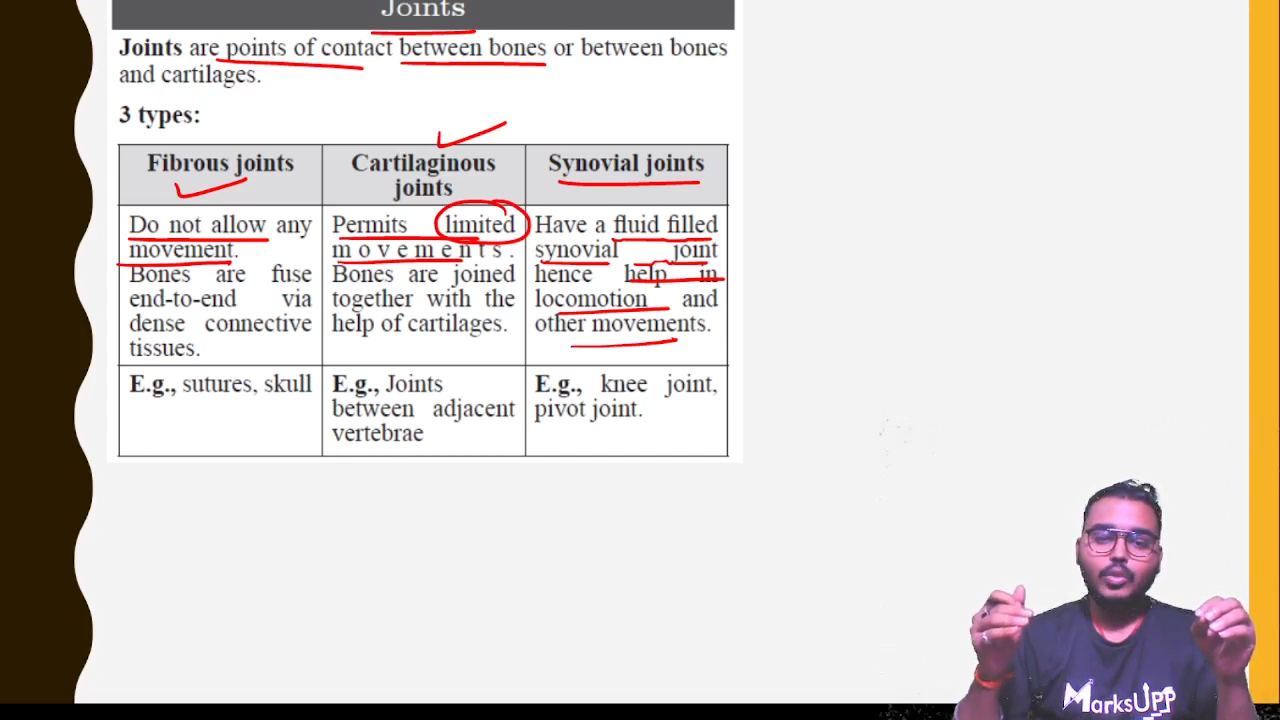 Joints
Joints are points of contact between bones or between bones
and cartilages.
3 types:
Fibrous joints
Cartilaginous
joints
Synovial joints
Do not allow any
movement.
Bones are fuse
end-to-end via
dense connective
tissues.
Permits limited
movements.
Bones are joined
together with the
help of cartilages.
Have a fluid filled
synovial joint
hence help in
locomotion and
other movements.
E.g., sutures, skull
E.g., Joints
between adjacent
vertebrae
E.g., knee joint,
pivot joint.
MarksUPP